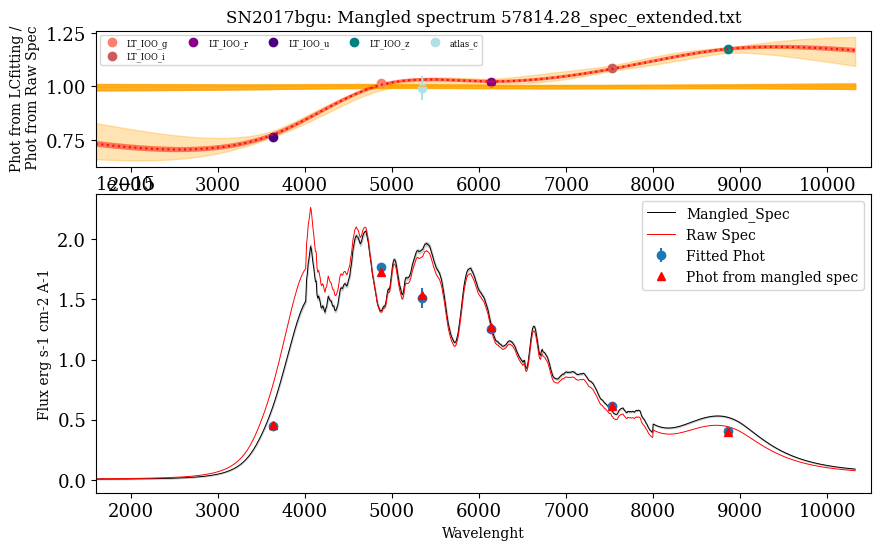 SN2017bgu: Mangled spectrum 57814.28_spec_extended.txt
Phot from LCfitting /
Phot from Raw Spec
1.25
1.00
0.75
LT_IOO_g LT_IOO_r LT_IOO_u LT_IOO_z atlas_c
LT_IOO_i
2000 3000 4000 5000 6000 7000 8000 9000 10000
Flux erg s-1 cm-2 A-1
2.0
1.5
1.0
0.5
0.0
Mangled_Spec
Raw Spec
Fitted Phot
Phot from mangled spec
2000 3000 4000 5000 6000 7000 8000 9000 10000
Wavelenght